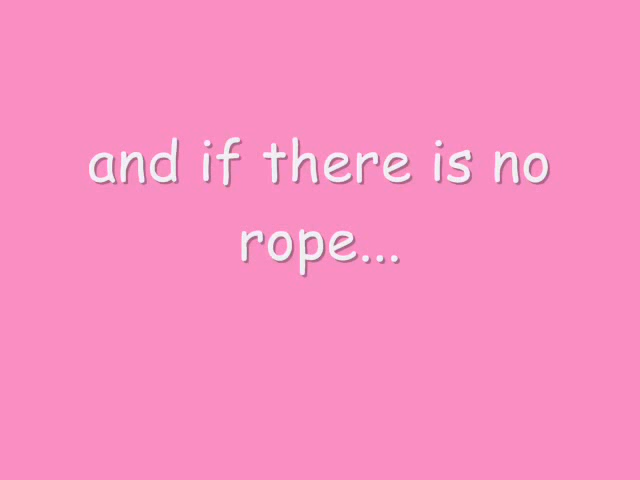 and if there is no
rope...